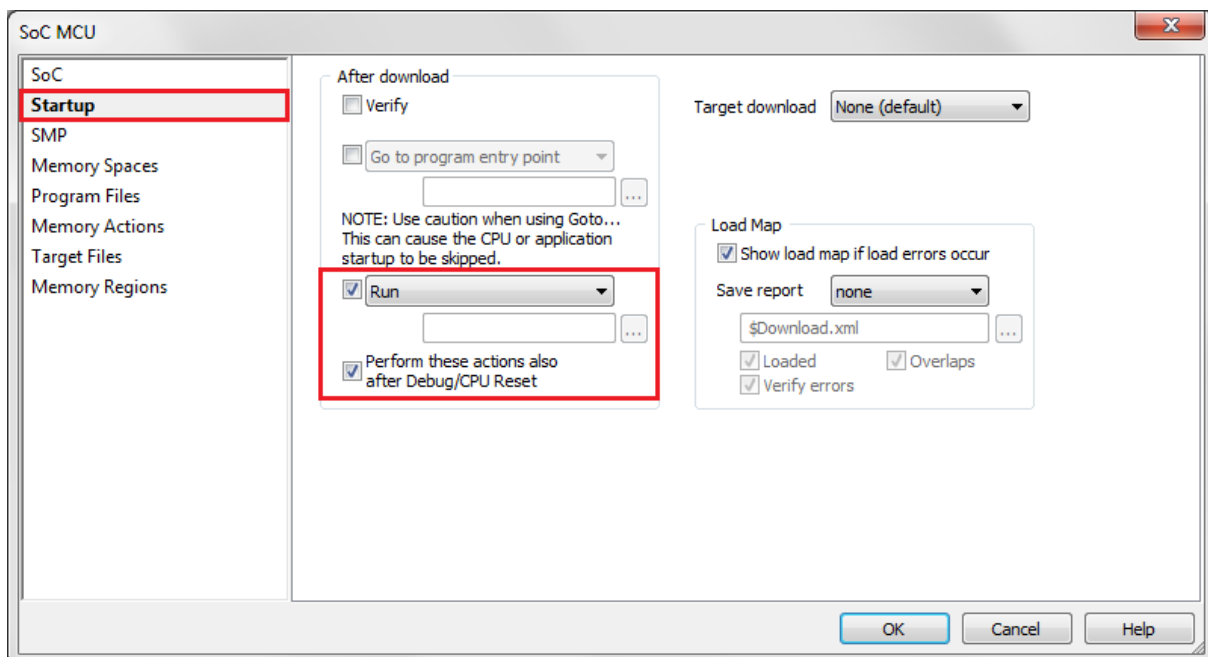 SoC MCU
SoC
Startup
SMP
Memory Spaces
Program Files
Memory Actions
Target Files
Memory Regions
After download
Verify
Go to program entry point
...
NOTE: Use caution when using Goto...
This can cause the CPU or application
startup to be skipped.
Run
...
Perform these actions also
after Debug/CPU Reset
Target download None (default)
Load Map
Show load map if load errors occur
Save report none
$Download.xml ...
Loaded Overlaps
Verify errors
OK Cancel Help